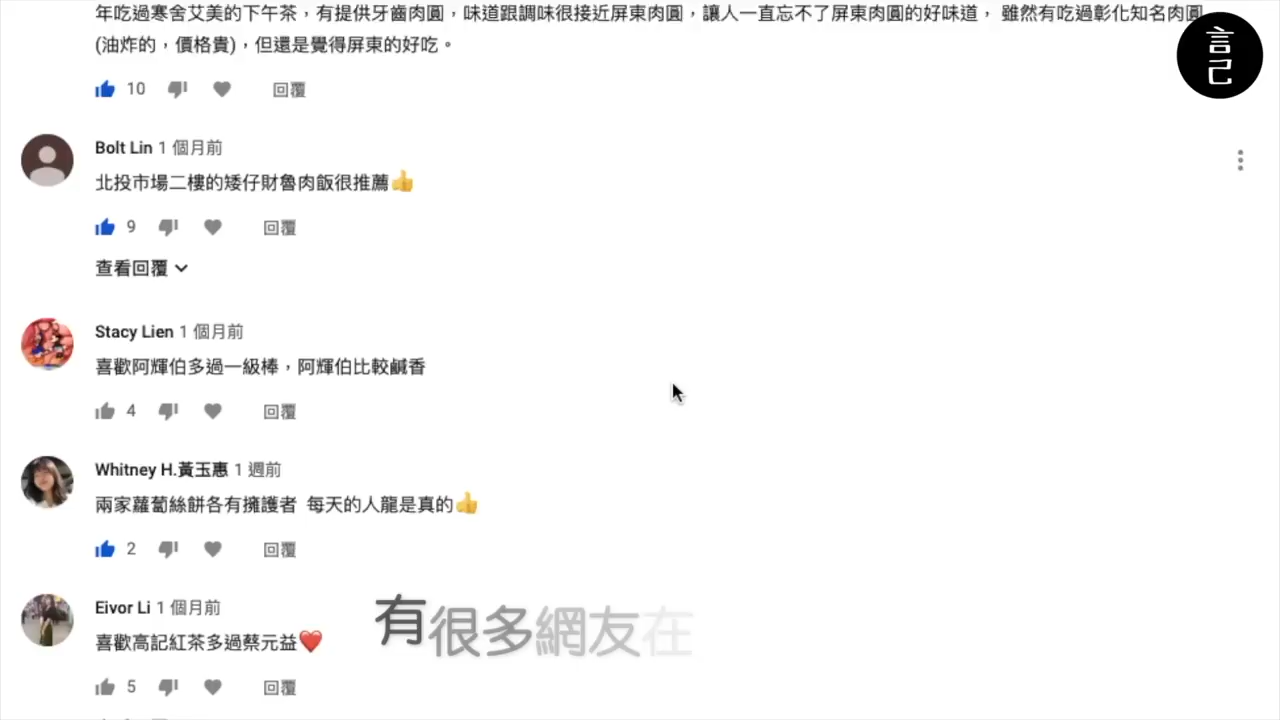 年吃過寒舍艾美的下午茶，有提供牙齒肉圓，味道跟調味很接近屏東肉圓，讓人一直忘不了屏東肉圓的好味道， 雖然有吃過彰化知名肉圓
(油炸的，價格貴)，但還是覺得屏東的好吃。
言己
10 回覆
Bolt Lin 1 個月前
北投市場二樓的矮仔財魯肉飯很推薦👍
9 回覆
查看回覆
Stacy Lien 1 個月前
喜歡阿輝伯多過一級棒，阿輝伯比較鹹香
4 回覆
Whitney H.黃玉惠 1 週前
兩家蘿蔔絲餅各有擁護者 每天的人龍是真的👍
2 回覆
Eivor Li 1 個月前
喜歡高記紅茶多過蔡元益❤️
有很多網友在
5 回覆